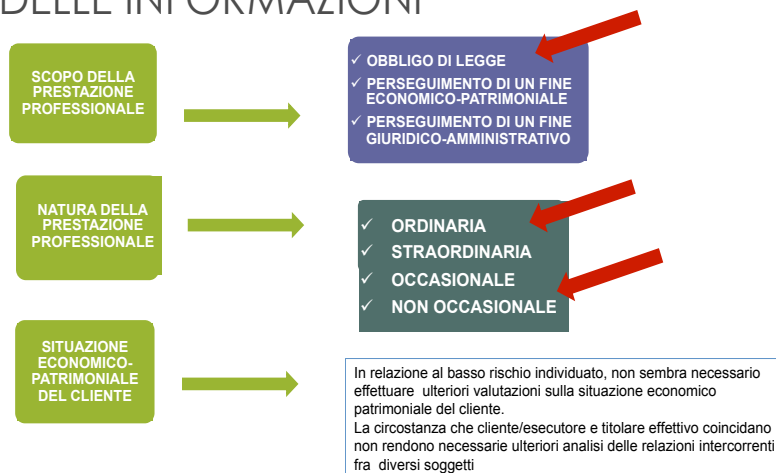 DELLE INFORMAZIONI
SCOPO DELLA
PRESTAZIONE
PROFESSIONALE
✓ OBBLIGO DI LEGGE
✓ PERSEGUIMENTO DI UN FINE
ECONOMICO-PATRIMONIALE
✓ PERSEGUIMENTO DI UN FINE
GIURIDICO-AMMINISTRATIVO
NATURA DELLA
PRESTAZIONE
PROFESSIONALE
✓ ORDINARIA
✓ STRAORDINARIA
✓ OCCASIONALE
✓ NON OCCASIONALE
SITUAZIONE
ECONOMICO-
PATRIMONIALE
DEL CLIENTE
In relazione al basso rischio individuato, non sembra necessario
effettuare ulteriori valutazioni sulla situazione economico
patrimoniale del cliente.
La circostanza che cliente/esecutore e titolare effettivo coincidano
non rendono necessarie ulteriori analisi delle relazioni intercorrenti
fra diversi soggetti